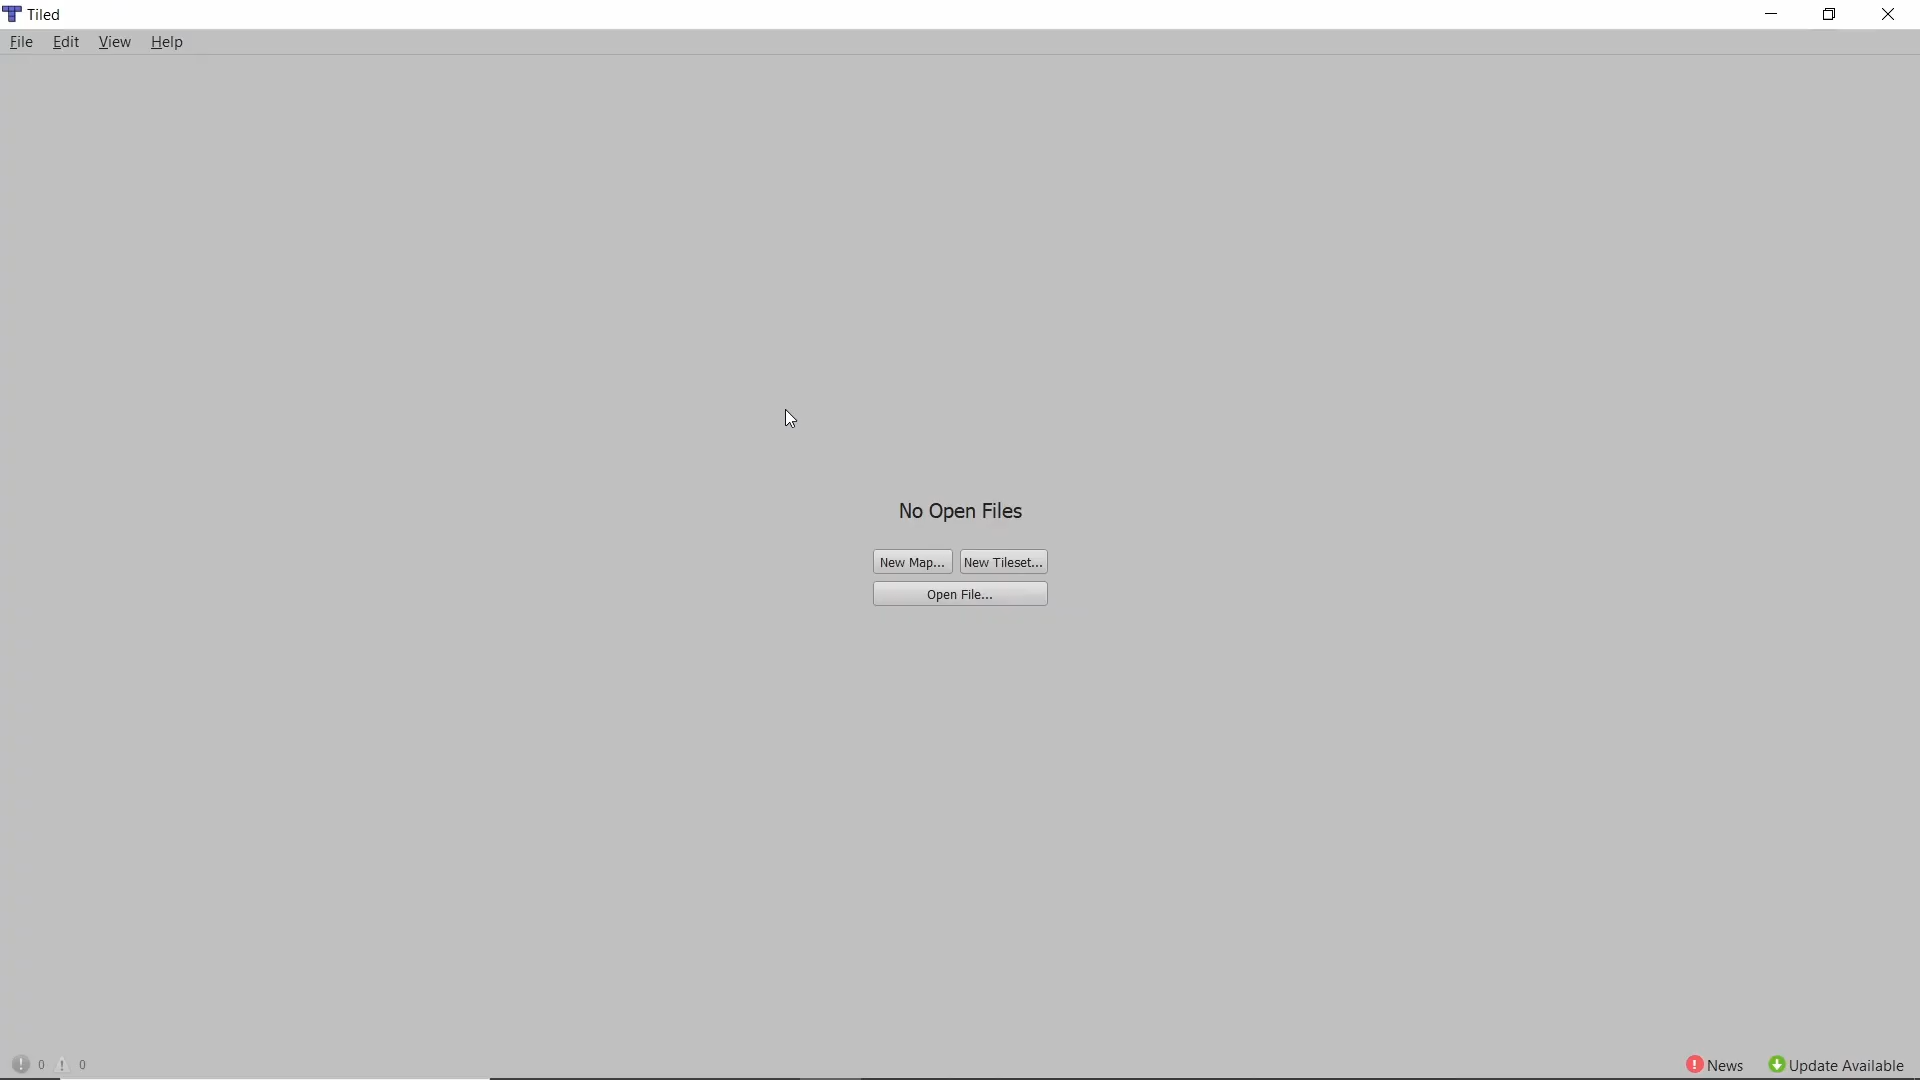 Tiled
File Edit View Help
No Open Files
New Map... New Tileset...
Open File...
0 0 News Update Available